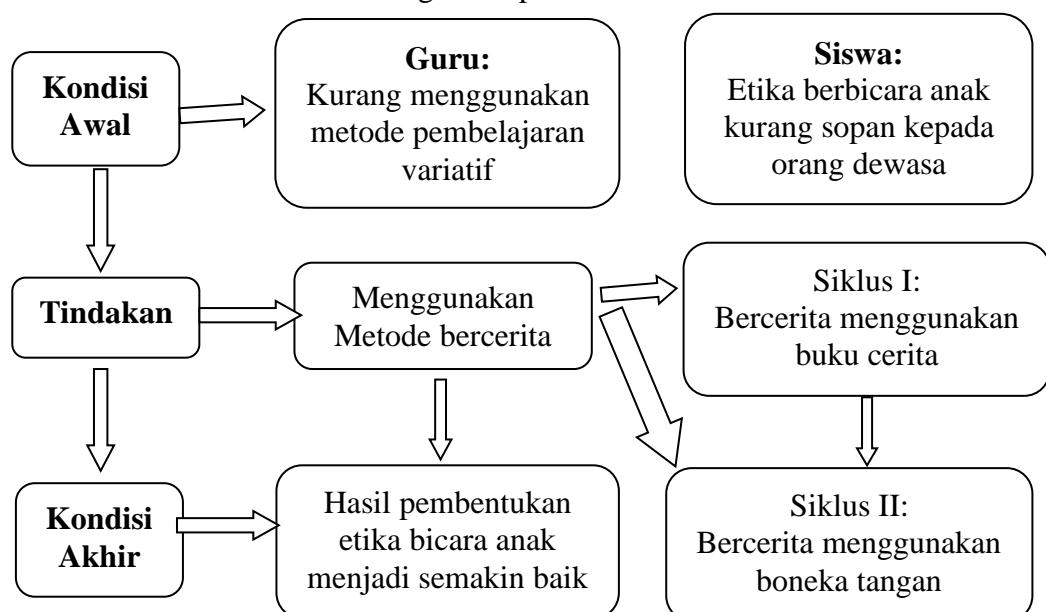 Kondisi
Awal
Guru:
Kurang menggunakan
metode pembelajaran
variatif
Siswa:
Etika berbicara anak
kurang sopan kepada
orang dewasa
Tindakan
Menggunakan
Metode bercerita
Siklus I:
Bercerita menggunakan
buku cerita
Kondisi
Akhir
Hasil pembentukan
etika bicara anak
menjadi semakin baik
Siklus II:
Bercerita menggunakan
boneka tangan